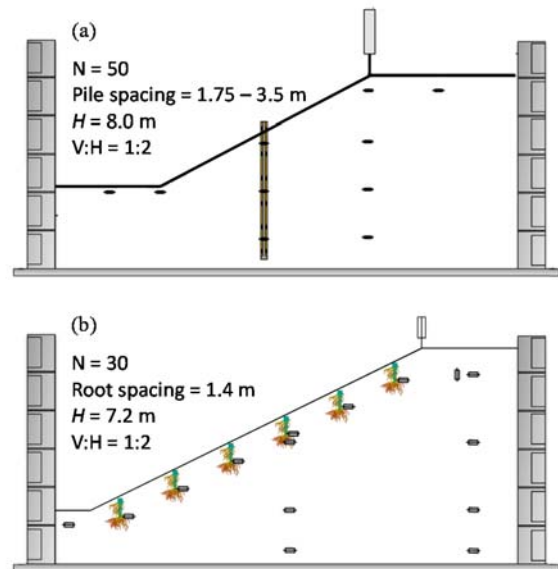 (a)
N = 50
Pile spacing = 1.75 – 3.5 m
H = 8.0 m
V:H = 1:2
(b)
N = 30
Root spacing = 1.4 m
H = 7.2 m
V:H = 1:2